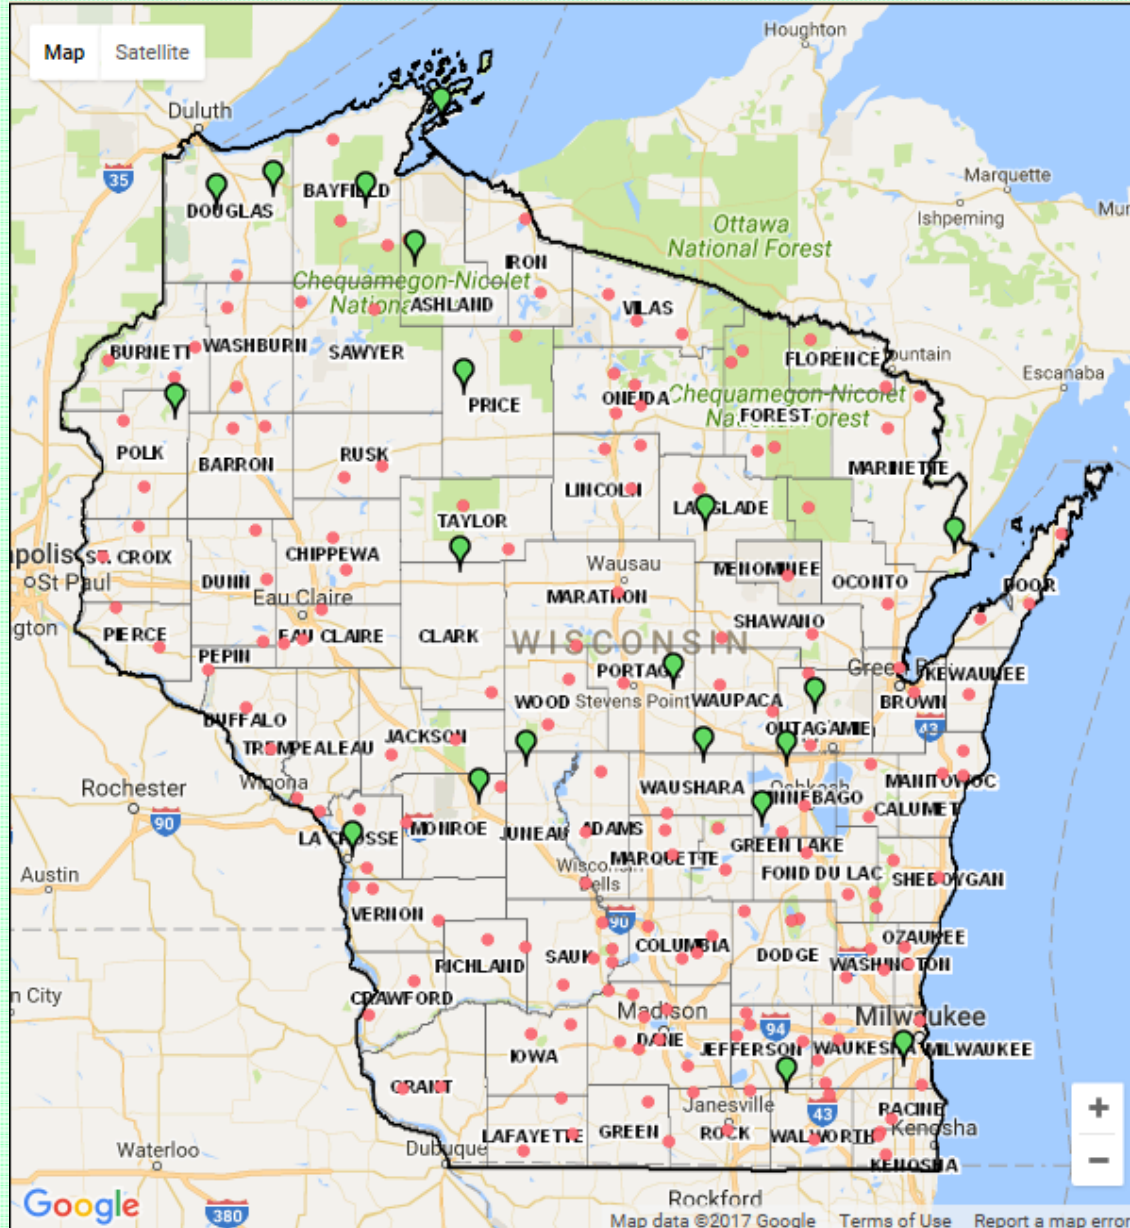 Houghton
Map
Satellite
Duluth
35
Marquette
Ishpeming
BAYFIELD
DOUGLAS
Ottawa
National Forest
IRON
Chequamegon-Nicolet
ASHLAND
VILAS
BURNETT
WASHBURN
SAWYER
FLORENCE
Escanaba
ONEIDA
Chequamegon-Nicolet
PRICE
FOREST
POLK
BARRON
RUSK
MARINETTE
LINCOLN
LANGLADE
TAYLOR
apolis
ST. CROIX
CHIPPEWA
St Paul
DUNN
Wausau
MENOMINEE
OCONTO
DOOR
Eau Claire
MARATHON
SHAWANO
PIERCE
EAU CLAIRE
CLARK
WISCONSIN
PEPIN
PORTAGE
KEWAUNEE
WOOD
Stevens Point
WAUPACA
BROWN
BUFFALO
OUTAGAMIE
43
TREMPEALEAU
JACKSON
Winona
Rochester
WAUSHARA
Oshkosh
WINNEBAGO
MANITOWOC
CALUMET
90
LA CROSSE
MONROE
JUNEAU
ADAMS
GREEN LAKE
MARQUETTE
Wisconsin
Dells
FOND DU LAC
SHEBOYGAN
Austin
VERNON
90
OZAUKEE
COLUMBIA
SAUK
DODGE
RICHLAND
WASHINGTON
n City
CRAWFORD
Madison
Milwaukee
94
DANE
JEFFERSON
WAUKESHA
MILWAUKEE
IOWA
GRANT
Janesville
43
RACINE
Kenosha
LAFAYETTE
GREEN
ROCK
WALWORTH
Waterloo
Dubuque
KENOSHA
Google
380
Rockford
Map data ©2017 Google
Terms of Use
Report a map error